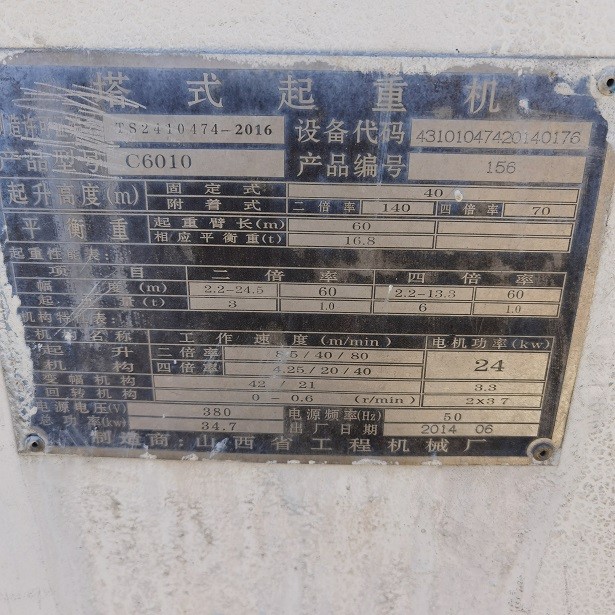 塔式起重机
制造许可 TS2410474-2016 设备代码 43101047420140176
产品型号 C6010 产品编号 156
起升高度(m) 固定式 40
附着式 二倍率 140 四倍率 70
平衡重 起重臂长(m) 60
相应平衡重(t) 16.8
起重性能表:
项目 二倍率 四倍率
幅度(m) 2.2-24.5 60 2.2-13.3 60
起重量(t) 3 1.0 6 1.0
机构特性表:
机构名称 工作速度(m/min) 电机功率(kw)
起升机构 二倍率 8.5/40/80 24
四倍率 4.25/20/40
变幅机构 42/21 3.3
回转机构 0-0.6 (r/min) 2x3.7
电源电压(V) 380 电源频率(Hz) 50
总功率(kw) 34.7 出厂日期 2014 06
制造商:山西省工程机械厂